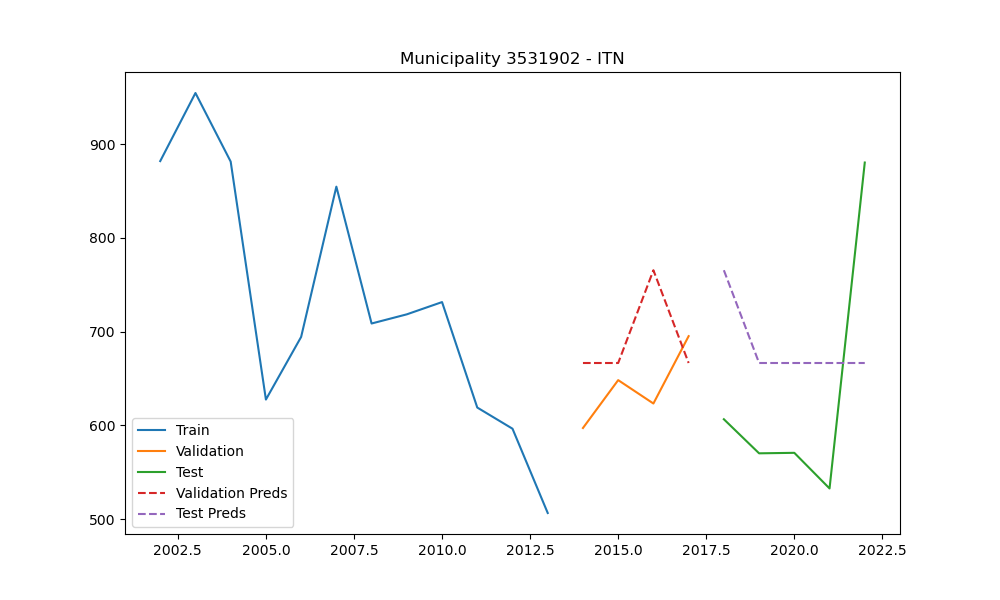 Municipality 3531902 - ITN
900
800
700
600
500
Train
Validation
Test
Validation Preds
Test Preds
2002.5 2005.0 2007.5 2010.0 2012.5 2015.0 2017.5 2020.0 2022.5